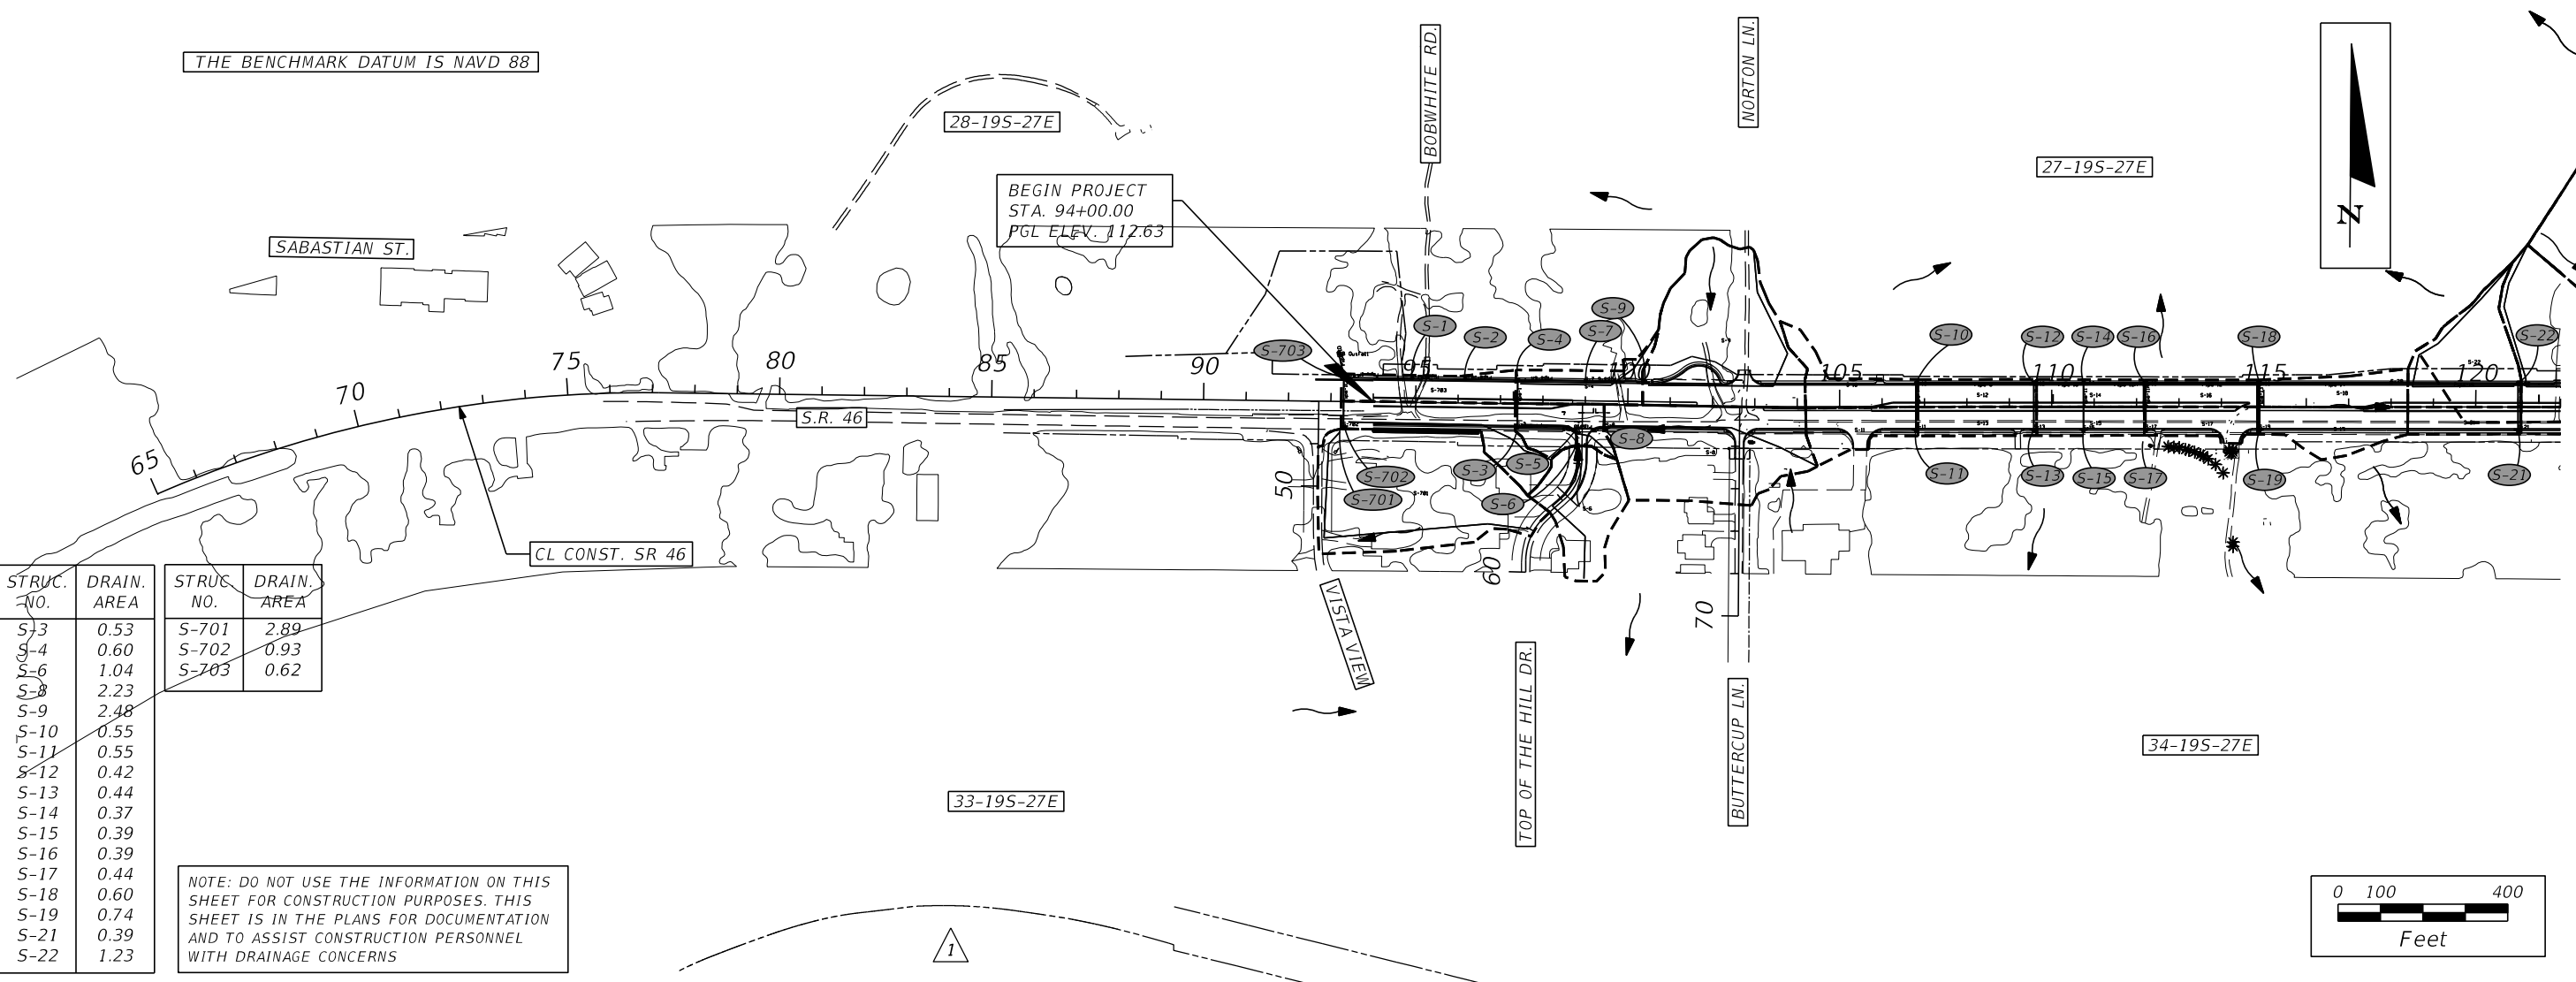 THE BENCHMARK DATUM IS NAVD 88
28-19S-27E
BOBWHITE RD.
NORTON LN.
27-19S-27E
N
BEGIN PROJECT
STA. 94+00.00
PGL ELEV. 112.63
SABASTIAN ST.
S-9
S-1
S-2
S-4
S-7
S-10
S-12
S-14
S-16
S-18
S-22
S-703
65
70
75
80
85
90
95
105
110
115
120
S.R. 46
S-8
S-3
S-5
S-702
S-701
S-6
S-11
S-13
S-15
S-17
S-19
S-21
50
60
70
CL CONST. SR 46
VISTA VIEW
TOP OF THE HILL DR.
BUTTERCUP LN.
34-19S-27E
33-19S-27E
STRUC. DRAIN.
NO. AREA
S-3 0.53
S-4 0.60
S-6 1.04
S-8 2.23
S-9 2.48
S-10 0.55
S-11 0.55
S-12 0.42
S-13 0.44
S-14 0.37
S-15 0.39
S-16 0.39
S-17 0.44
S-18 0.60
S-19 0.74
S-21 0.39
S-22 1.23
STRUC. DRAIN.
NO. AREA
S-701 2.89
S-702 0.93
S-703 0.62
NOTE: DO NOT USE THE INFORMATION ON THIS
SHEET FOR CONSTRUCTION PURPOSES. THIS
SHEET IS IN THE PLANS FOR DOCUMENTATION
AND TO ASSIST CONSTRUCTION PERSONNEL
WITH DRAINAGE CONCERNS
1
0 100 400
Feet